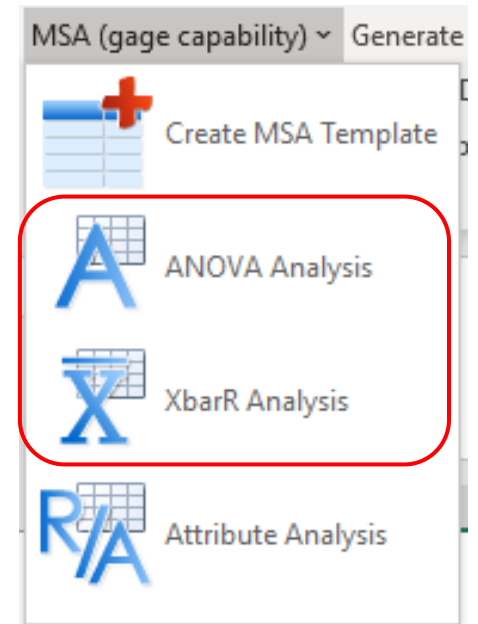 MSA (gage capability) Generate
Create MSA Template
A
ANOVA Analysis
X
XbarR Analysis
R/A
Attribute Analysis